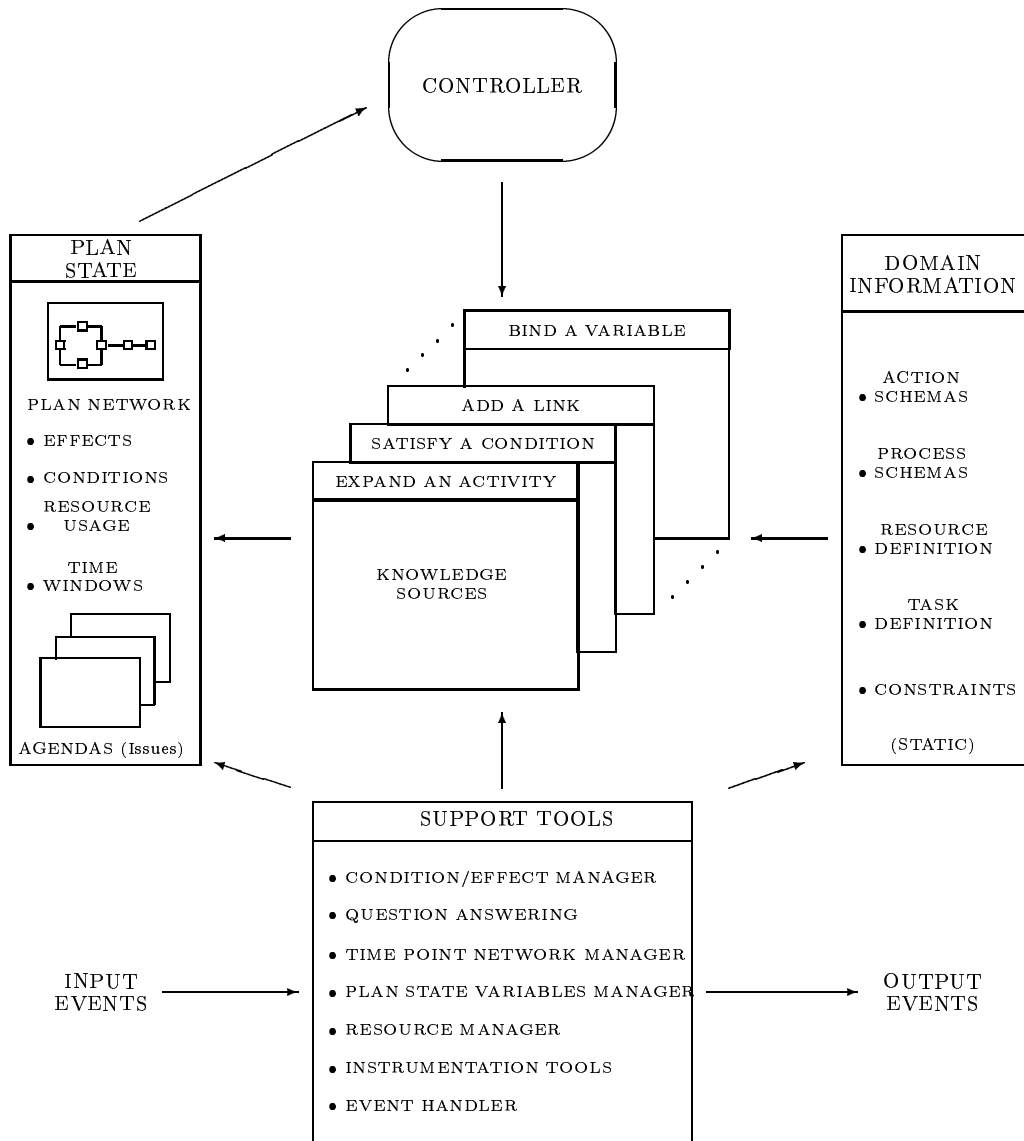 CONTROLLER
PLAN
STATE
PLAN NETWORK
• EFFECTS
• CONDITIONS
RESOURCE
• USAGE
TIME
• WINDOWS
AGENDAS (Issues)
BIND A VARIABLE
ADD A LINK
SATISFY A CONDITION
EXPAND AN ACTIVITY
KNOWLEDGE
SOURCES
DOMAIN
INFORMATION
ACTION
• SCHEMAS
PROCESS
• SCHEMAS
RESOURCE
• DEFINITION
TASK
• DEFINITION
• CONSTRAINTS
(STATIC)
SUPPORT TOOLS
• CONDITION/EFFECT MANAGER
• QUESTION ANSWERING
• TIME POINT NETWORK MANAGER
• PLAN STATE VARIABLES MANAGER
• RESOURCE MANAGER
• INSTRUMENTATION TOOLS
• EVENT HANDLER
INPUT
EVENTS
OUTPUT
EVENTS